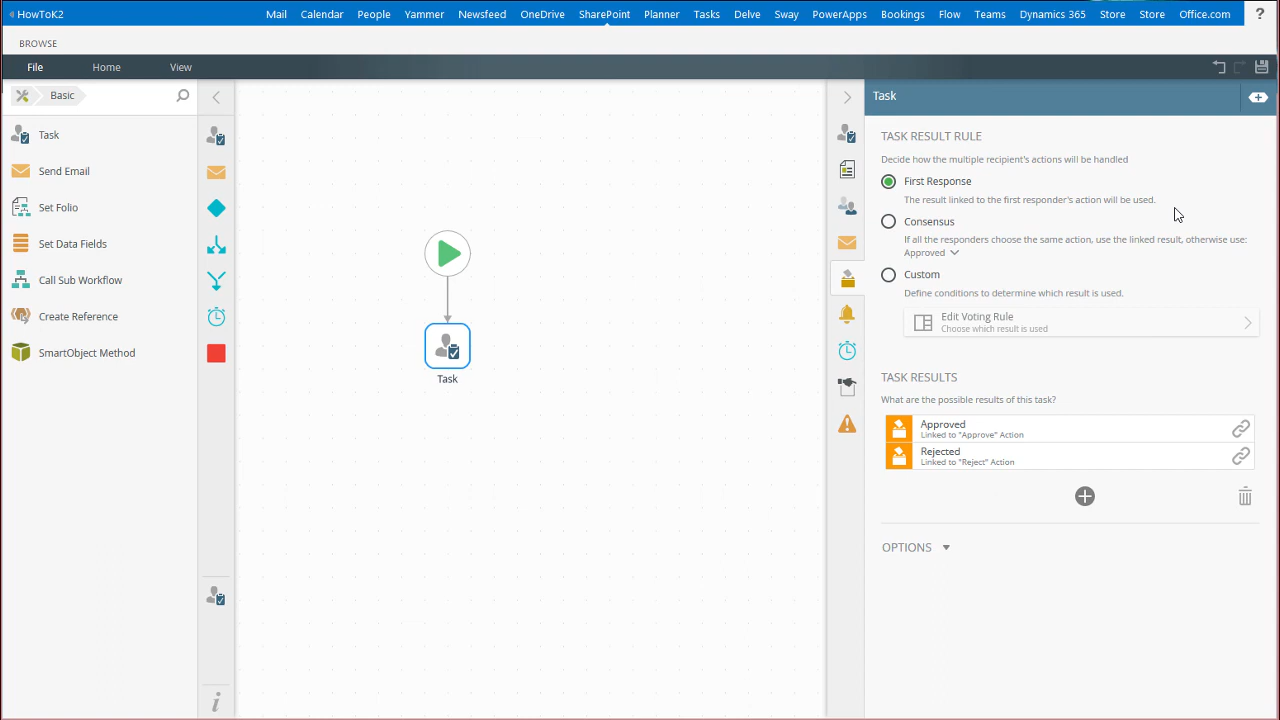 HowToK2
Mail Calendar People Yammer Newsfeed OneDrive SharePoint Planner Tasks Delve Sway PowerApps Bookings Flow Teams Dynamics 365 Store Store Office.com ?
BROWSE
File Home View
Basic
Task
Send Email
Set Folio
Set Data Fields
Call Sub Workflow
Create Reference
SmartObject Method
i
Task
Task
TASK RESULT RULE
Decide how the multiple recipient's actions will be handled
First Response
The result linked to the first responder's action will be used.
Consensus
If all the responders choose the same action, use the linked result, otherwise use:
Approved
Custom
Define conditions to determine which result is used.
Edit Voting Rule
Choose which result is used
TASK RESULTS
What are the possible results of this task?
Approved
Linked to "Approve" Action
Rejected
Linked to "Reject" Action
OPTIONS